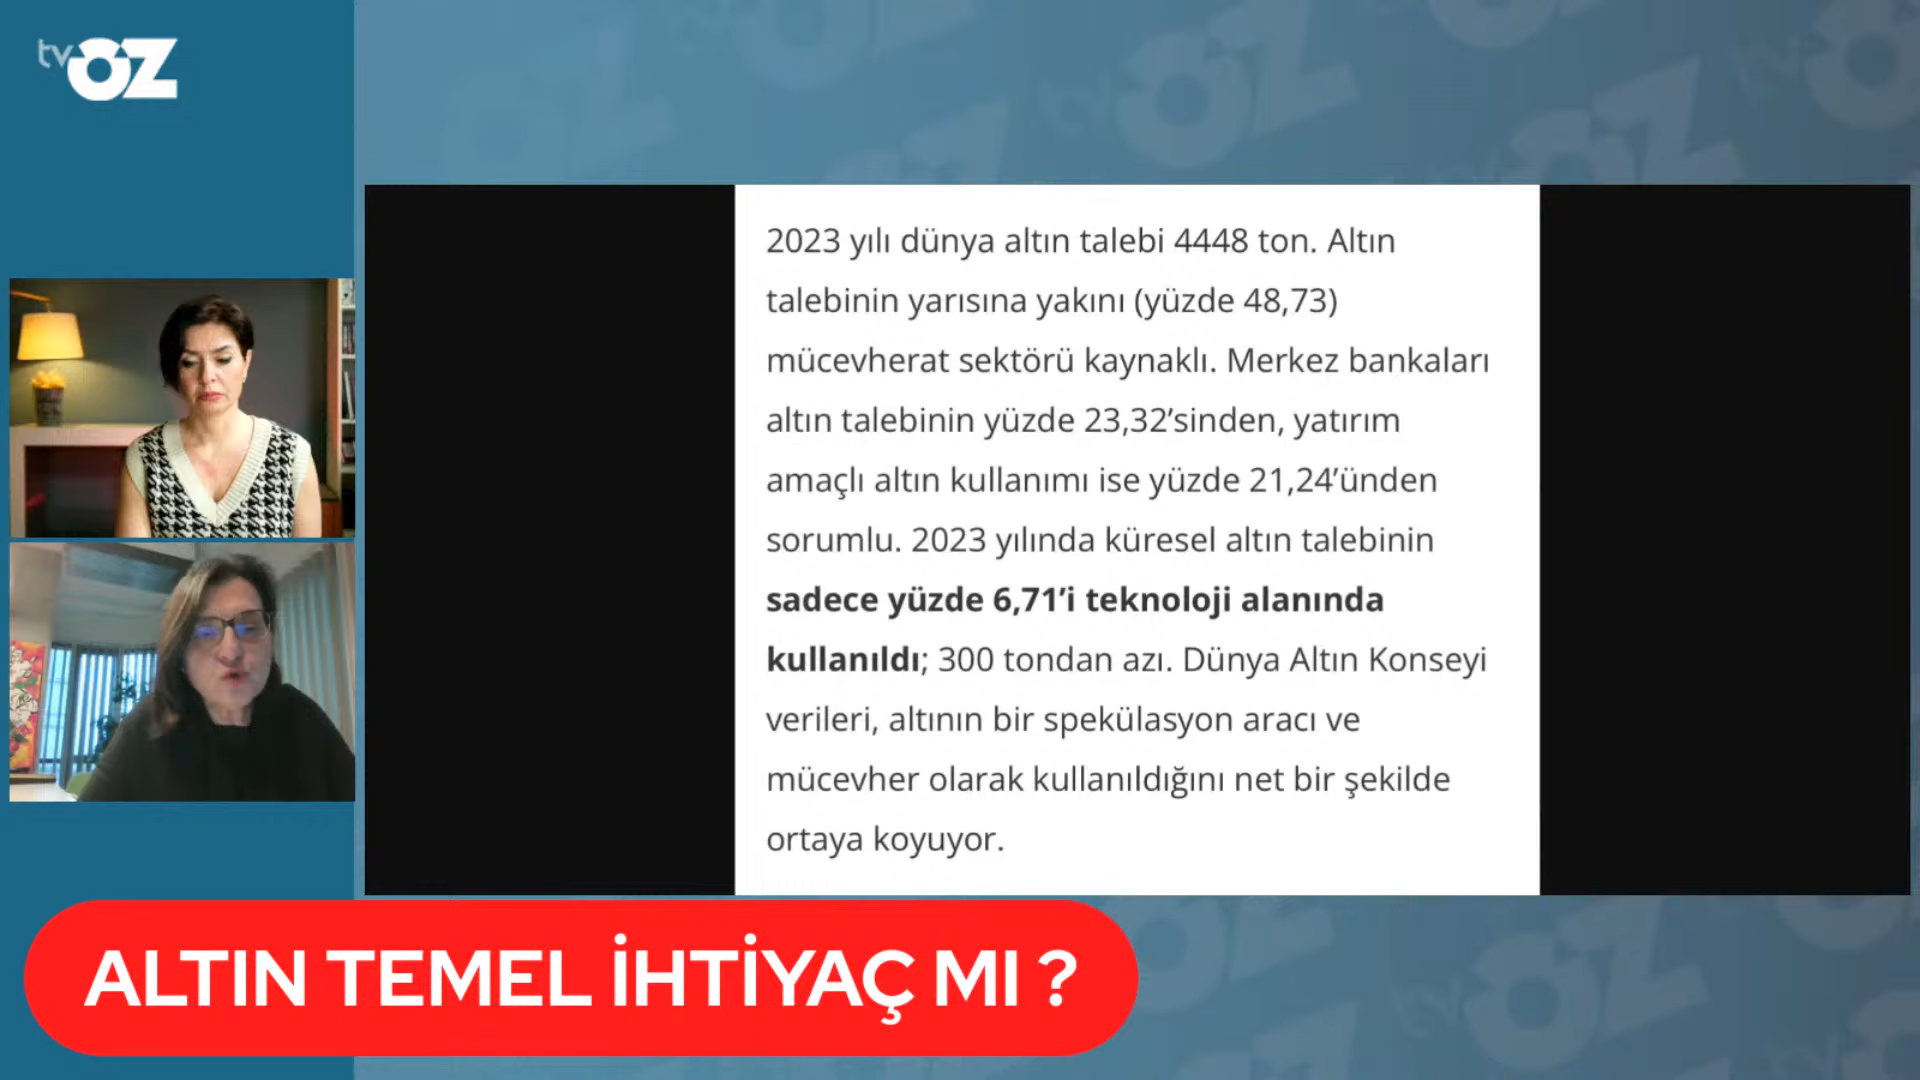 tv ÖZ
2023 yılı dünya altın talebi 4448 ton. Altın
talebinin yarısına yakını (yüzde 48,73)
mücevherat sektörü kaynaklı. Merkez bankaları
altın talebinin yüzde 23,32’sinden, yatırım
amaçlı altın kullanımı ise yüzde 21,24’ünden
sorumlu. 2023 yılında küresel altın talebinin
sadece yüzde 6,71’i teknoloji alanında
kullanıldı; 300 tondan azı. Dünya Altın Konseyi
verileri, altının bir spekülasyon aracı ve
mücevher olarak kullanıldığını net bir şekilde
ortaya koyuyor.
ALTIN TEMEL İHTİYAÇ MI ?